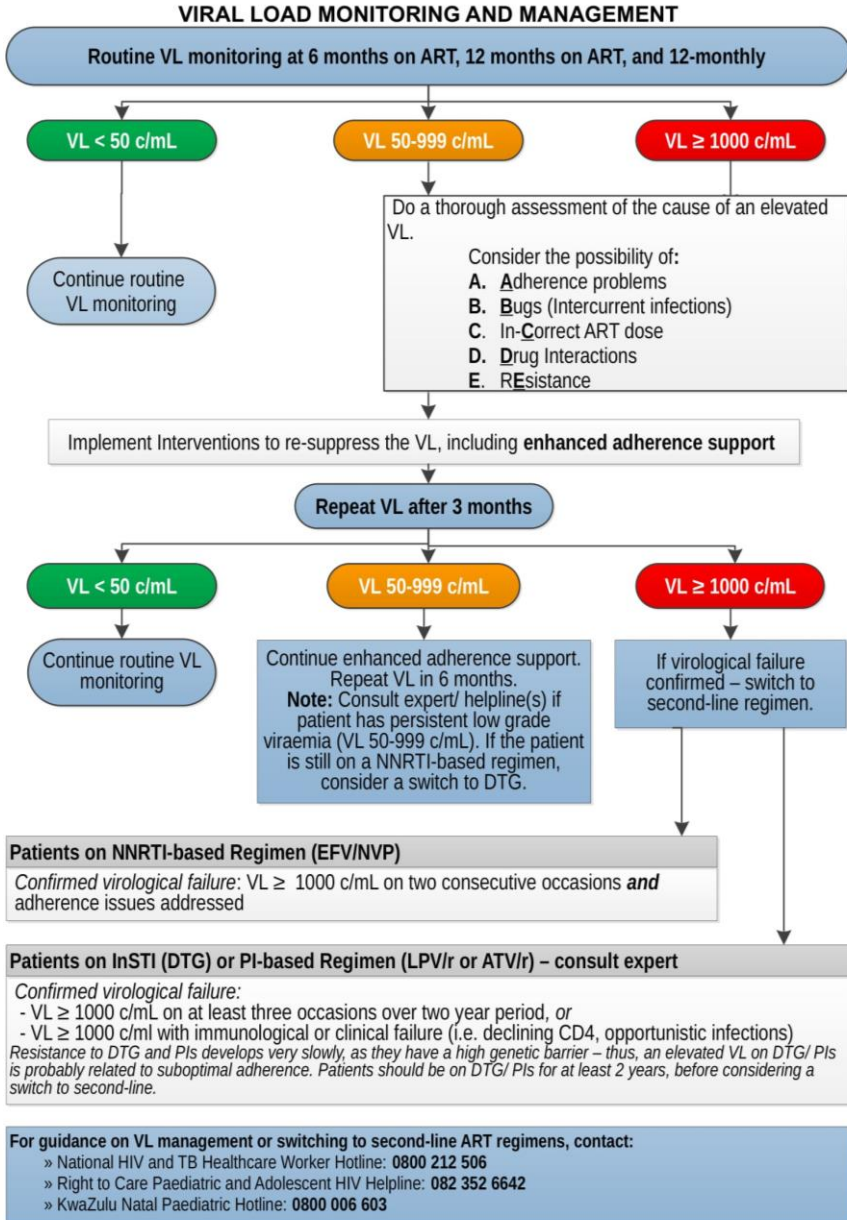 VIRAL LOAD MONITORING AND MANAGEMENT
Routine VL monitoring at 6 months on ART, 12 months on ART, and 12-monthly
VL < 50 c/mL
VL 50-999 c/mL
VL ≥ 1000 c/mL
Continue routine
VL monitoring
Do a thorough assessment of the cause of an elevated
VL.
Consider the possibility of:
A. Adherence problems
B. Bugs (Intercurrent infections)
C. In-Correct ART dose
D. Drug Interactions
E. REsistance
Implement Interventions to re-suppress the VL, including enhanced adherence support
Repeat VL after 3 months
VL < 50 c/mL
VL 50-999 c/mL
VL ≥ 1000 c/mL
Continue routine VL
monitoring
Continue enhanced adherence support.
Repeat VL in 6 months.
Note: Consult expert/ helpline(s) if
patient has persistent low grade
viraemia (VL 50-999 c/mL). If the patient
is still on a NNRTI-based regimen,
consider a switch to DTG.
If virological failure
confirmed – switch to
second-line regimen.
Patients on NNRTI-based Regimen (EFV/NVP)
Confirmed virological failure: VL ≥ 1000 c/mL on two consecutive occasions and
adherence issues addressed
Patients on InSTI (DTG) or PI-based Regimen (LPV/r or ATV/r) – consult expert
Confirmed virological failure:
- VL ≥ 1000 c/mL on at least three occasions over two year period, or
- VL ≥ 1000 c/ml with immunological or clinical failure (i.e. declining CD4, opportunistic infections)
Resistance to DTG and PIs develops very slowly, as they have a high genetic barrier – thus, an elevated VL on DTG/ PIs
is probably related to suboptimal adherence. Patients should be on DTG/ PIs for at least 2 years, before considering a
switch to second-line.
For guidance on VL management or switching to second-line ART regimens, contact:
» National HIV and TB Healthcare Worker Hotline: 0800 212 506
» Right to Care Paediatric and Adolescent HIV Helpline: 082 352 6642
» KwaZulu Natal Paediatric Hotline: 0800 006 603